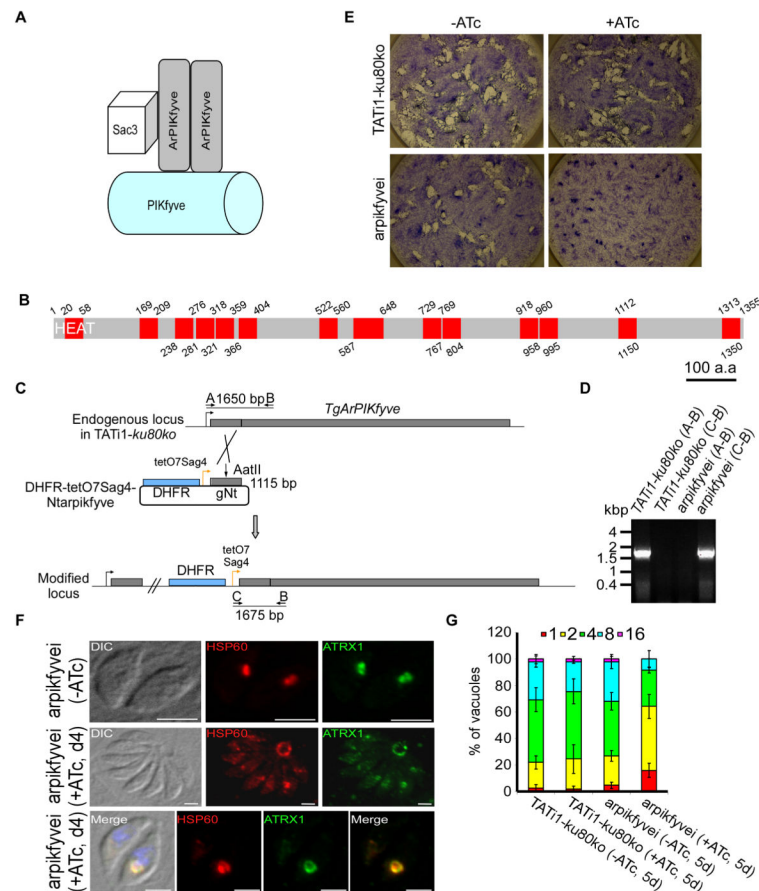 A
Sac3
ArPIKfyve
ArPIKfyve
PIKfyve
E
-ATc
+ATc
TATi1-ku80ko
arpikfyvei
B
1 20 58 169 209 276 318 359 404 522 560 648 729 769 918 960 1112 1313 1355
HEAT
238 281 321 366 587 767 804 958 995 1150 1350
100 a.a
C
A 1650 bp B
TgArPIKfyve
Endogenous locus
in TATi1-ku80ko
tetO7Sag4
AatII
1115 bp
DHFR-tetO7Sag4-
Ntarpikfyve
DHFR
gNt
tetO7
Sag4
DHFR
Modified
locus
C B
1675 bp
D
TATi1-ku80ko (A-B)
TATi1-ku80ko (C-B)
arpikfyvei (A-B)
arpikfyvei (C-B)
kbp
4
2
1.5
1
0.4
F
arpikfyvei
(-ATc)
DIC
HSP60
ATRX1
arpikfyvei
(+ATc, d4)
DIC
HSP60
ATRX1
arpikfyvei
(+ATc, d4)
Merge
HSP60
ATRX1
Merge
G
1 2 4 8 16
% of vacuoles
120
100
80
60
40
20
0
TATi1-ku80ko (-ATc, 5d)
TATi1-ku80ko (+ATc, 5d)
arpikfyvei (-ATc, 5d)
arpikfyvei (+ATc, 5d)